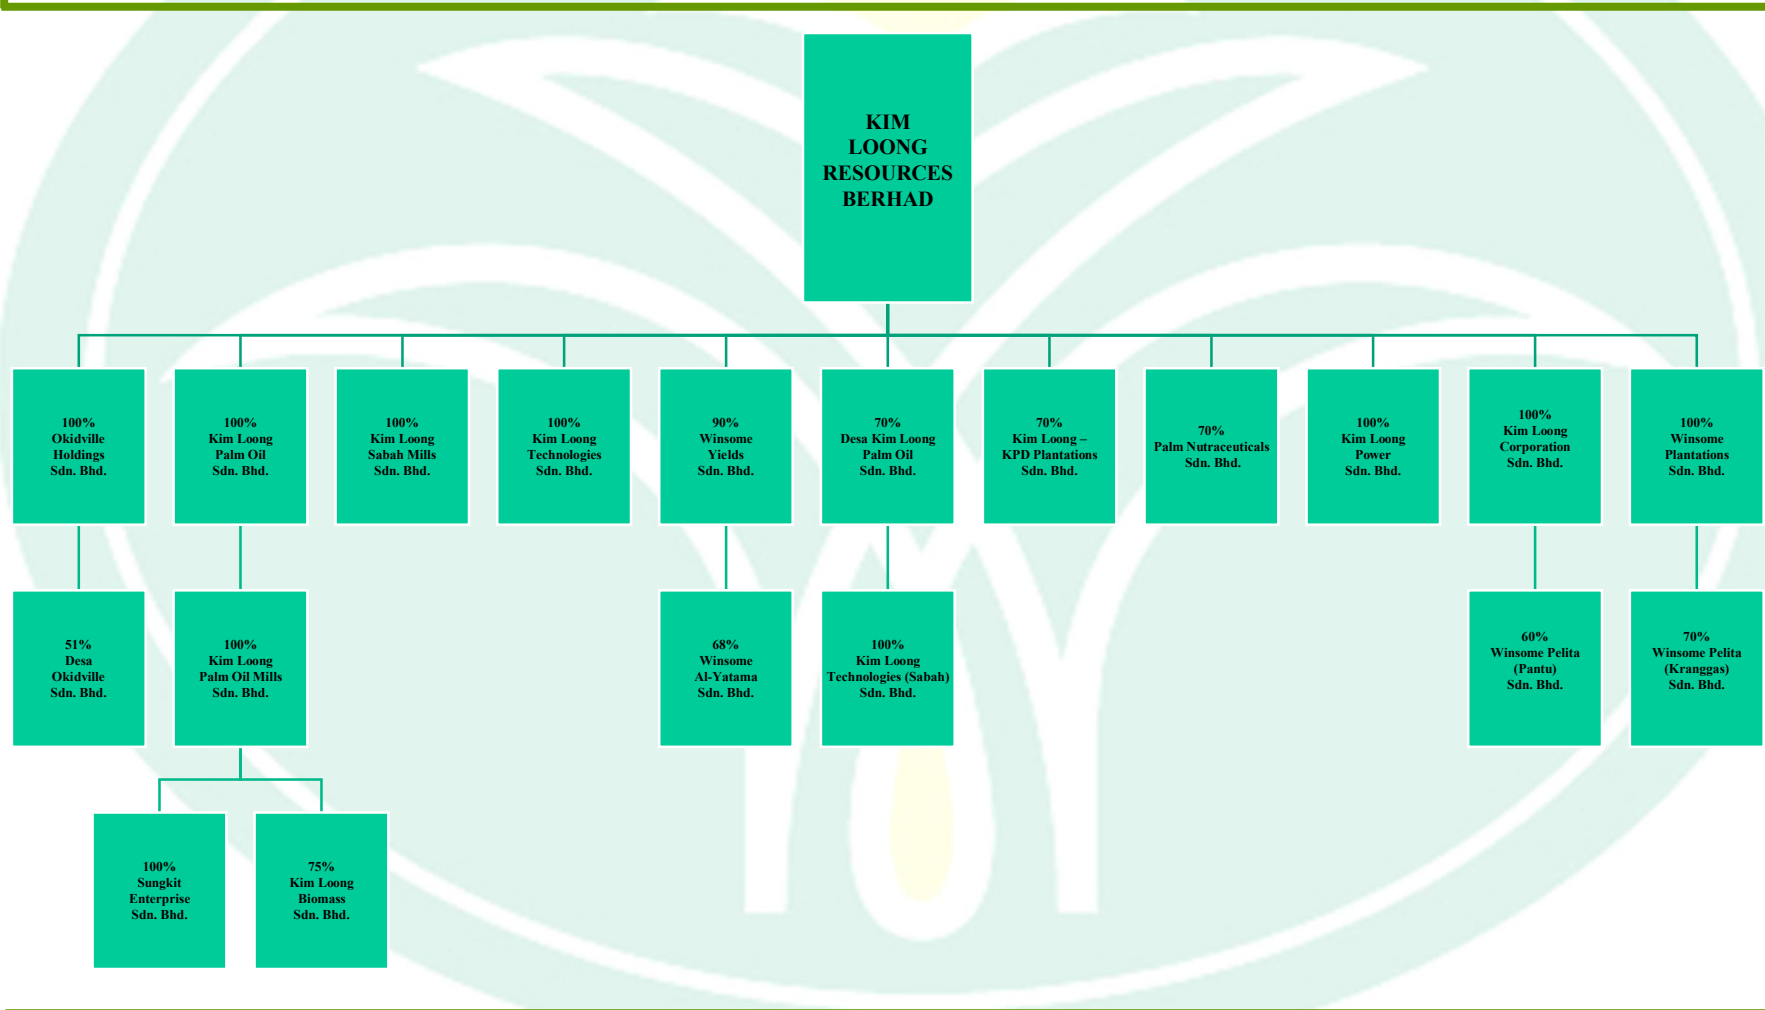 KIM
LOONG
RESOURCES
BERHAD
100%
Okidville
Holdings
Sdn. Bhd.
100%
Kim Loong
Palm Oil
Sdn. Bhd.
100%
Kim Loong
Sabah Mills
Sdn. Bhd.
100%
Kim Loong
Technologies
Sdn. Bhd.
90%
Winsome
Yields
Sdn. Bhd.
70%
Desa Kim Loong
Palm Oil
Sdn. Bhd.
70%
Kim Loong –
KPD Plantations
Sdn. Bhd.
70%
Palm Nutraceuticals
Sdn. Bhd.
100%
Kim Loong
Power
Sdn. Bhd.
100%
Kim Loong
Corporation
Sdn. Bhd.
100%
Winsome
Plantations
Sdn. Bhd.
51%
Desa
Okidville
Sdn. Bhd.
100%
Kim Loong
Palm Oil Mills
Sdn. Bhd.
68%
Winsome
Al-Yatama
Sdn. Bhd.
100%
Kim Loong
Technologies (Sabah)
Sdn. Bhd.
60%
Winsome Pelita
(Pantu)
Sdn. Bhd.
70%
Winsome Pelita
(Kranggas)
Sdn. Bhd.
100%
Sungkit
Enterprise
Sdn. Bhd.
75%
Kim Loong
Biomass
Sdn. Bhd.